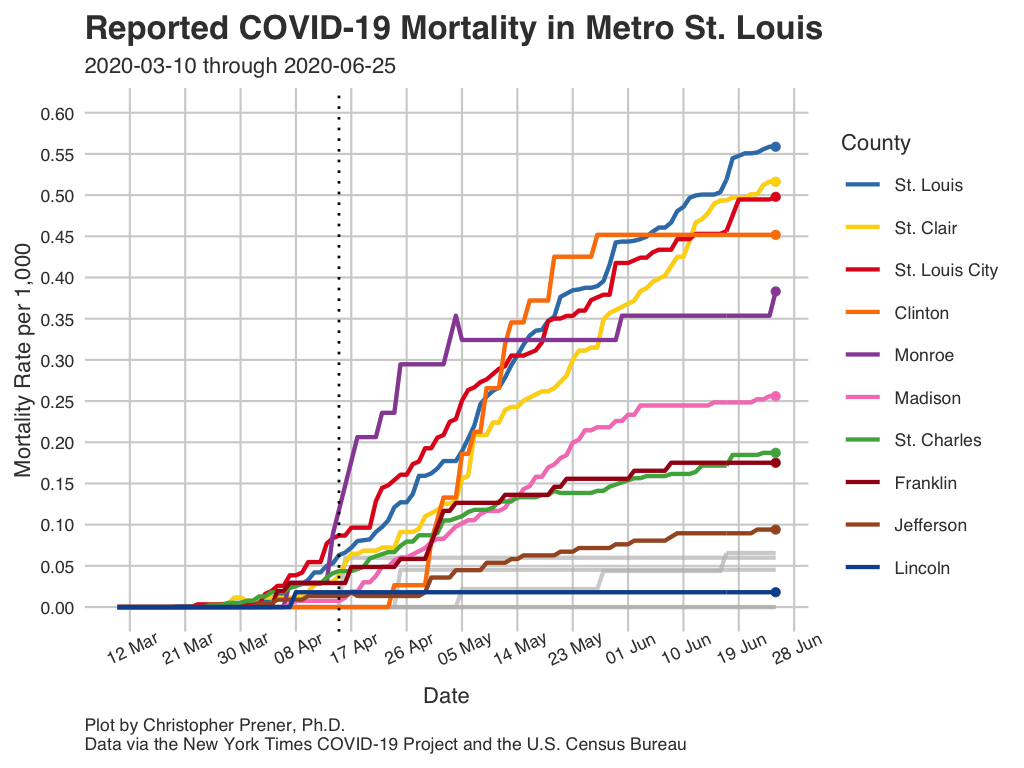 Reported COVID-19 Mortality in Metro St. Louis
2020-03-10 through 2020-06-25
Mortality Rate per 1,000
0.60
0.55
0.50
0.45
0.40
0.35
0.30
0.25
0.20
0.15
0.10
0.05
0.00
12 Mar
21 Mar
30 Mar
08 Apr
17 Apr
26 Apr
05 May
14 May
23 May
01 Jun
10 Jun
19 Jun
28 Jun
Date
County
St. Louis
St. Clair
St. Louis City
Clinton
Monroe
Madison
St. Charles
Franklin
Jefferson
Lincoln
Plot by Christopher Prener, Ph.D.
Data via the New York Times COVID-19 Project and the U.S. Census Bureau